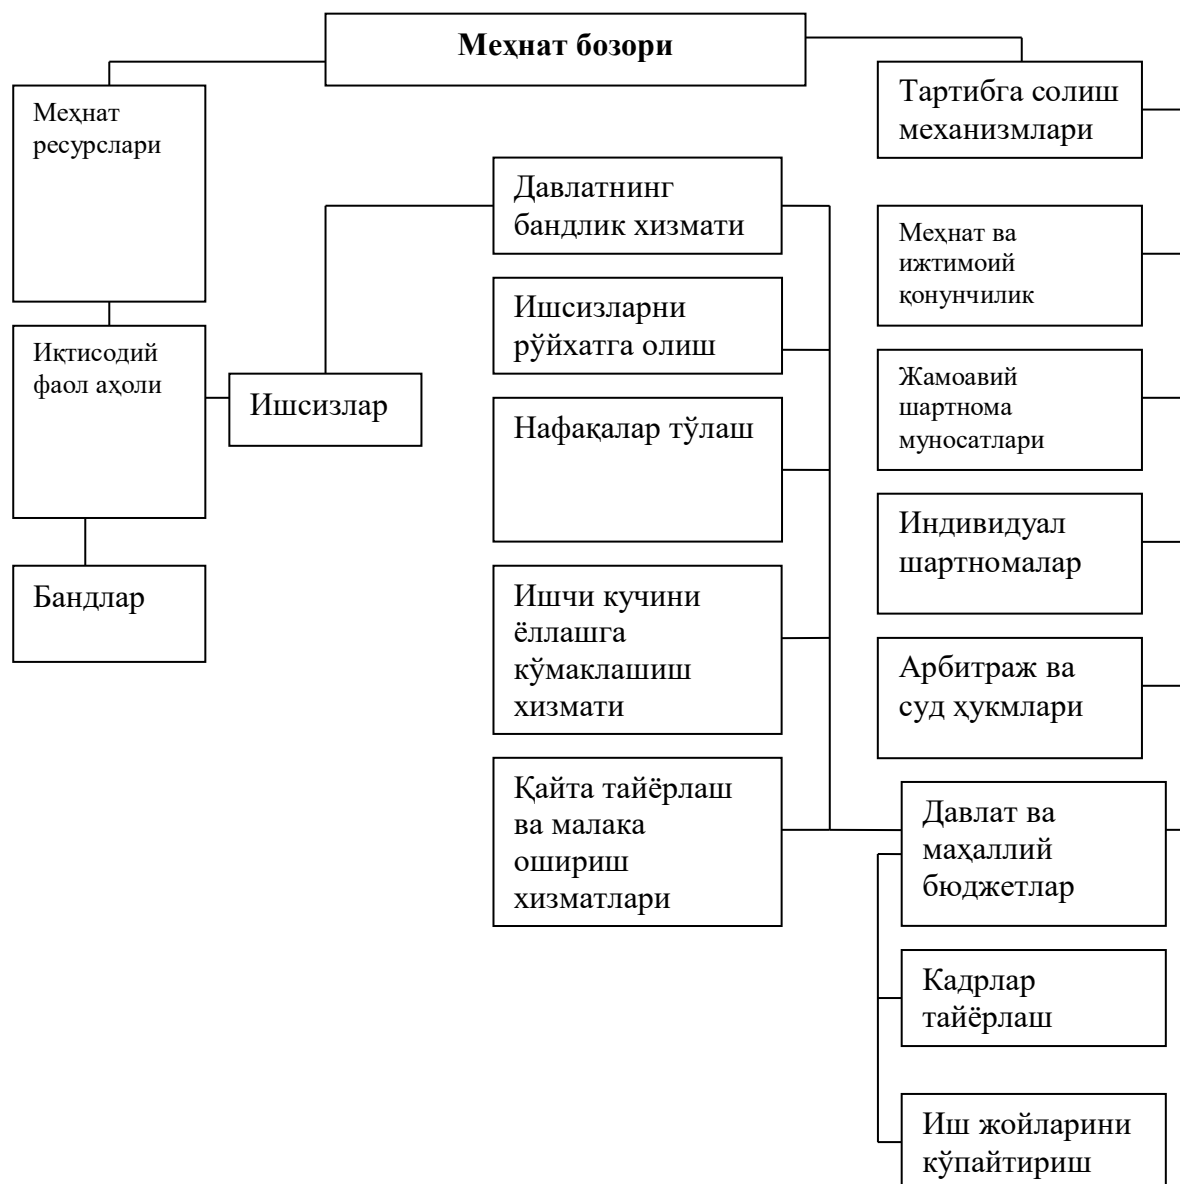 Меҳнат бозори
Меҳнат
ресурслари
Иқтисодий
фаол аҳоли
Бандлар
Ишсизлар
Давлатнинг
бандлик хизмати
Ишсизларни
рўйхатга олиш
Нафақалар тўлаш
Ишчи кучини
ёллашга
кўмаклашиш
хизмати
Қайта тайёрлаш
ва малака
ошириш
хизматлари
Тартибга солиш
механизмлари
Меҳнат ва
ижтимоий
қонунчилик
Жамоавий
шартнома
муносатлари
Индивидуал
шартномалар
Арбитраж ва
суд ҳукмлари
Давлат ва
маҳаллий
бюджетлар
Кадрлар
тайёрлаш
Иш жойларини
кўпайтириш